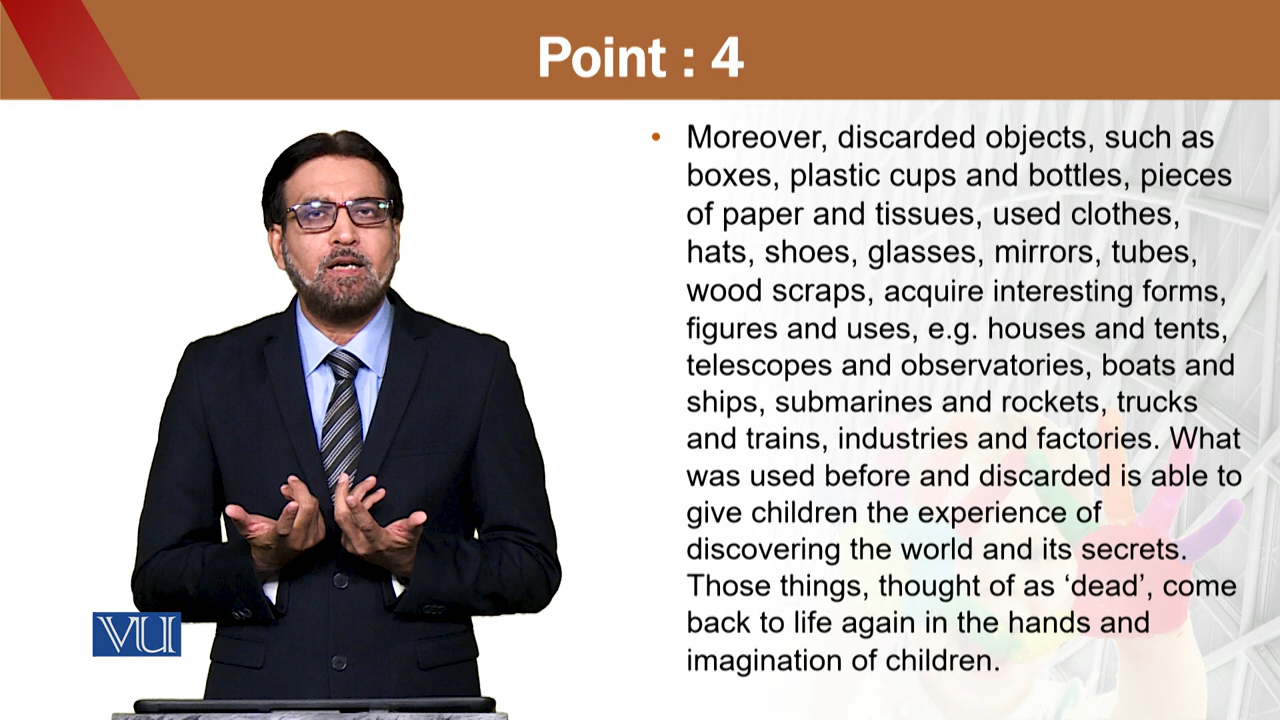 Point : 4
• Moreover, discarded objects, such as
boxes, plastic cups and bottles, pieces
of paper and tissues, used clothes,
hats, shoes, glasses, mirrors, tubes,
wood scraps, acquire interesting forms,
figures and uses, e.g. houses and tents,
telescopes and observatories, boats and
ships, submarines and rockets, trucks
and trains, industries and factories. What
was used before and discarded is able to
give children the experience of
discovering the world and its secrets.
Those things, thought of as ‘dead’, come
back to life again in the hands and
imagination of children.
VU